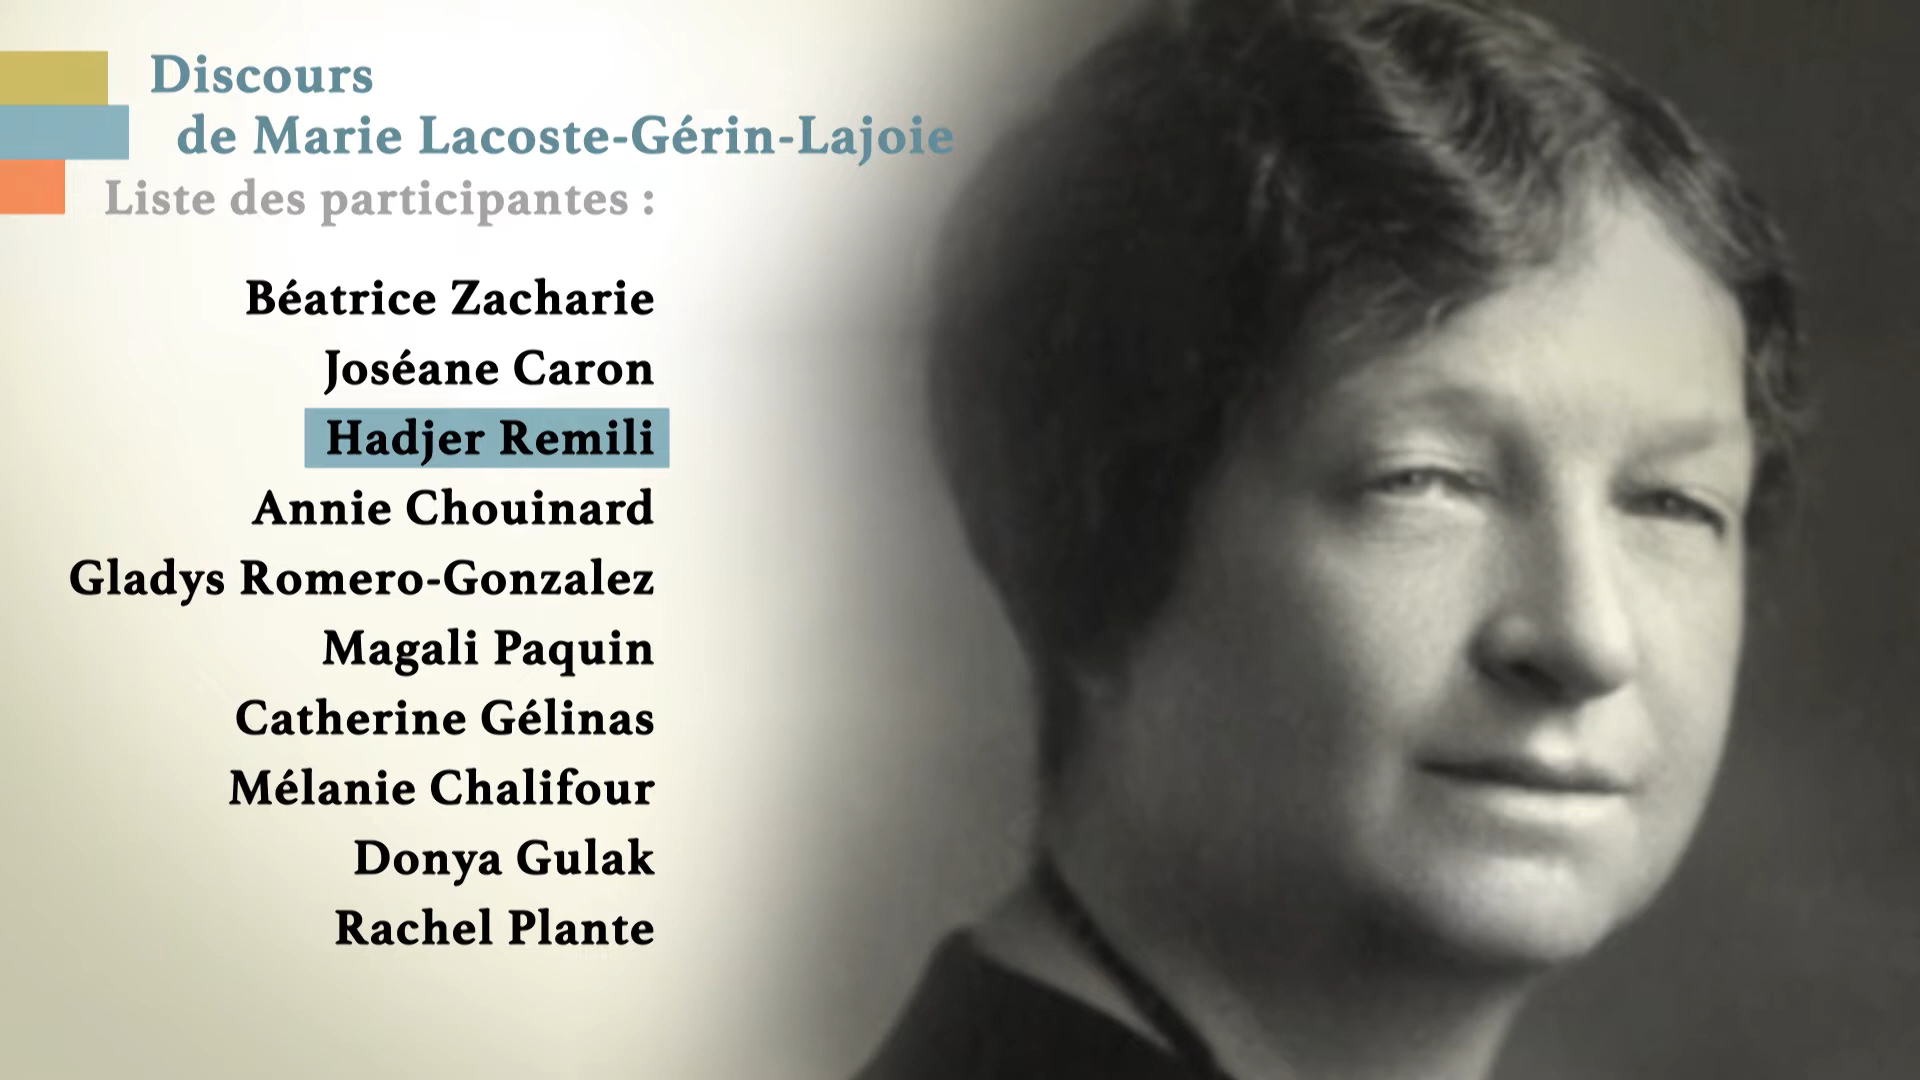 Discours
de Marie Lacoste-Gérin-Lajoie
Liste des participantes :
Béatrice Zacharie
Joséane Caron
Hadjer Remili
Annie Chouinard
Gladys Romero-Gonzalez
Magali Paquin
Catherine Gélinas
Mélanie Chalifour
Donya Gulak
Rachel Plante